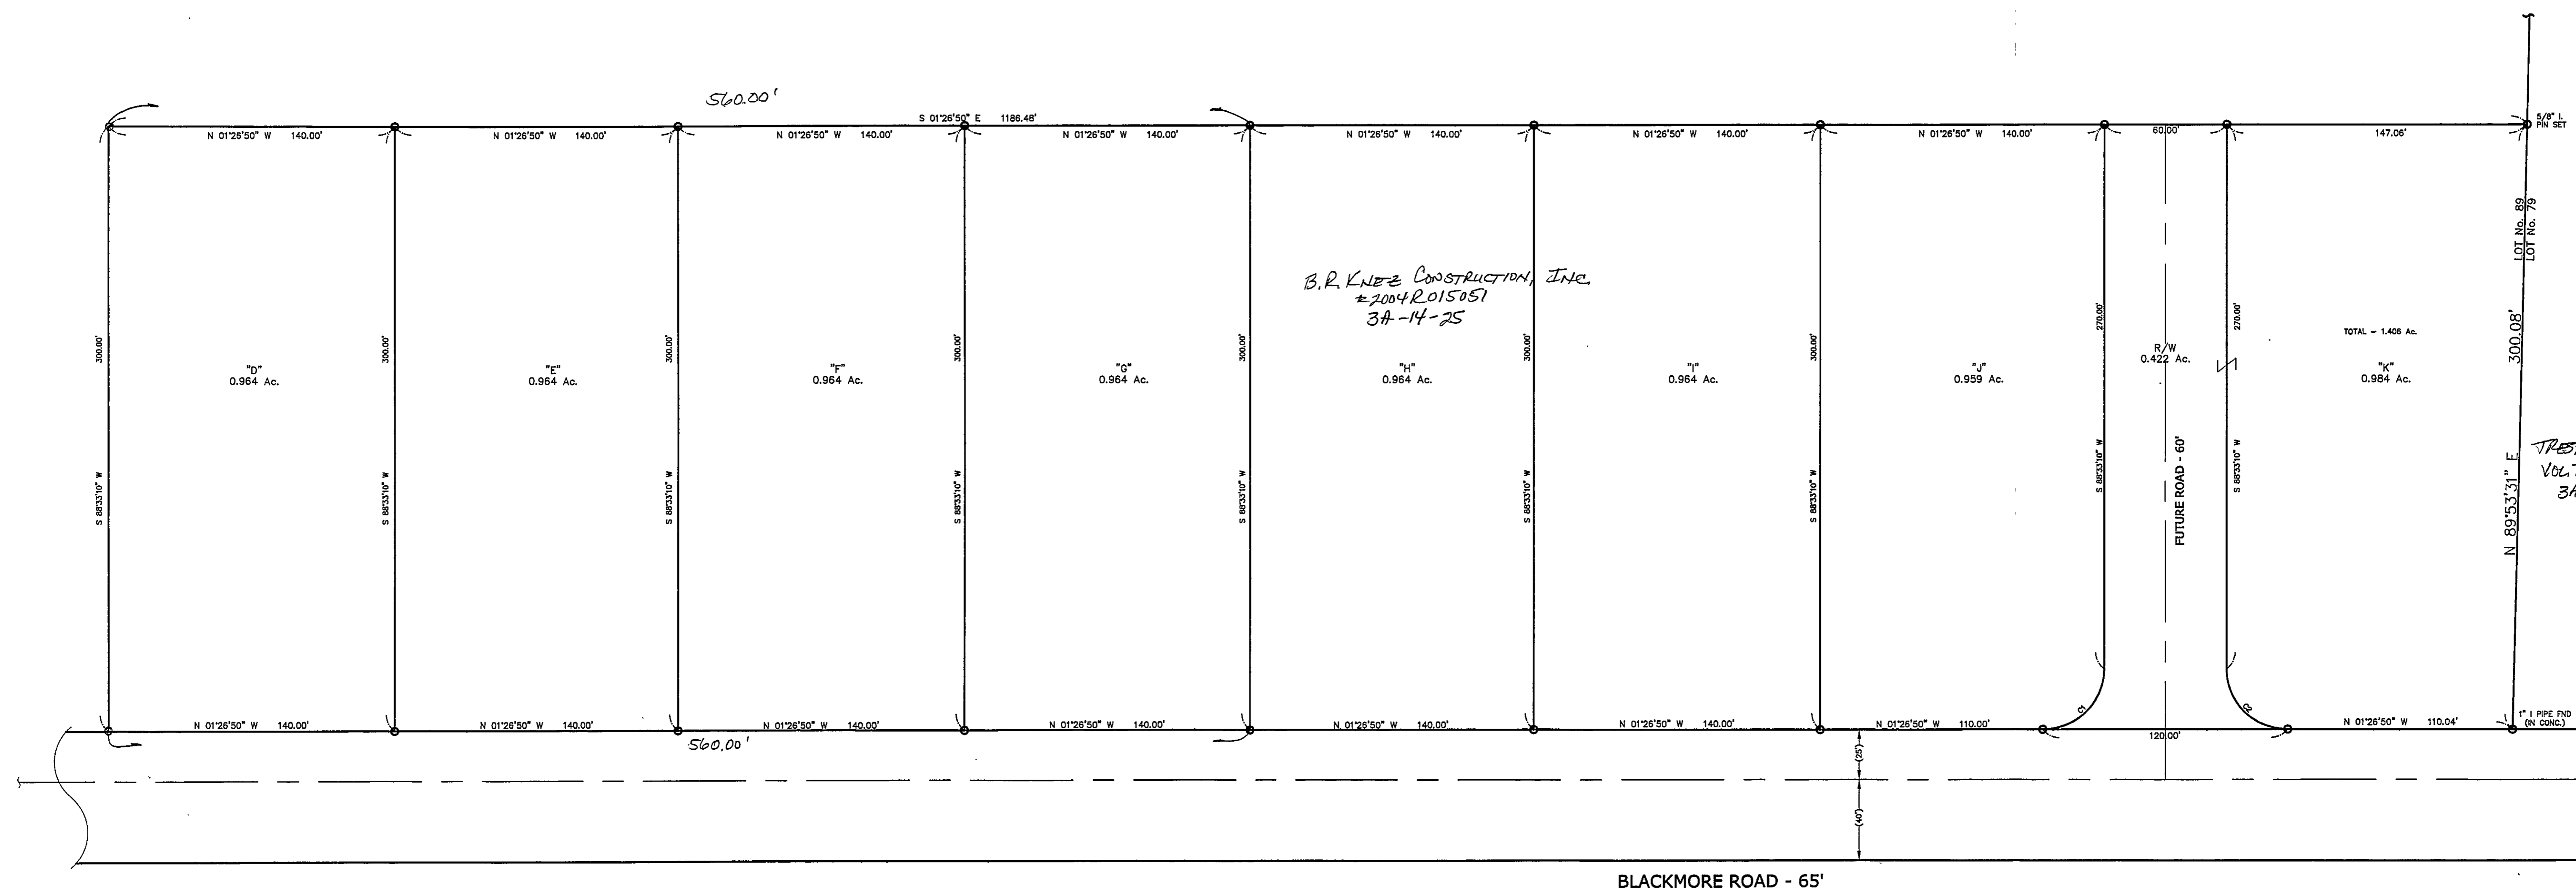 560.00'
S 01°26'50" E 1186.48'
N 01°26'50" W 140.00'
N 01°26'50" W 140.00'
N 01°26'50" W 140.00'
N 01°26'50" W 140.00'
N 01°26'50" W 140.00'
N 01°26'50" W 140.00'
N 01°26'50" W 140.00'
60.00'
147.06'
5/8" I.
PIN SET
LOT No. 89
LOT No. 79
B.R. KNEZ CONSTRUCTION, INC.
#2004R015051
3A-14-25
300.00'
300.00'
300.00'
300.00'
300.00'
300.00'
300.00'
270.00'
270.00'
300.08'
TOTAL - 1.406 Ac.
"D"
0.964 Ac.
"E"
0.964 Ac.
"F"
0.964 Ac.
"G"
0.964 Ac.
"H"
0.964 Ac.
"I"
0.964 Ac.
"J"
0.959 Ac.
R/W
0.422 Ac.
"K"
0.984 Ac.
S 88°33'10" W
S 88°33'10" W
S 88°33'10" W
S 88°33'10" W
S 88°33'10" W
S 88°33'10" W
S 88°33'10" W
S 88°33'10" W
S 88°33'10" W
FUTURE ROAD - 60'
N 89°53'31" E
N 01°26'50" W 140.00'
N 01°26'50" W 140.00'
N 01°26'50" W 140.00'
N 01°26'50" W 140.00'
N 01°26'50" W 140.00'
N 01°26'50" W 140.00'
N 01°26'50" W 110.00'
C1
120.00'
N 01°26'50" W 110.04'
1" I PIPE FND
(IN CONC.)
560.00'
(25')
(40')
BLACKMORE ROAD - 65'